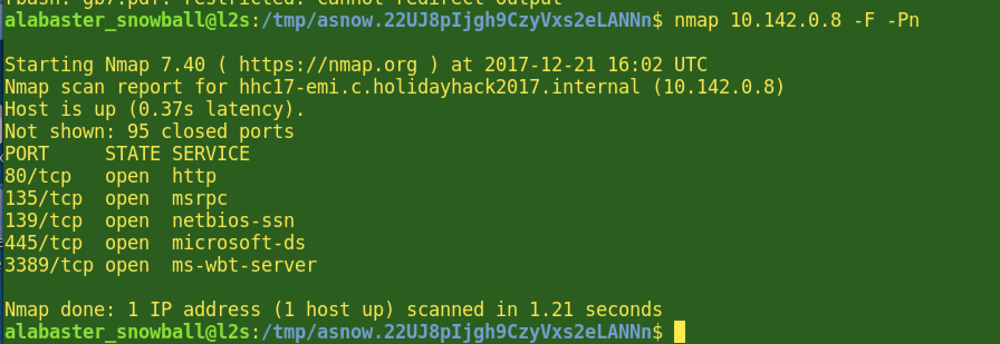 rbash: gb7.pdf: restricted: cannot redirect output
alabaster_snowball@l2s:/tmp/asnow.22UJ8pIjgh9CzyVxs2eLANNn$ nmap 10.142.0.8 -F -Pn
Starting Nmap 7.40 ( https://nmap.org ) at 2017-12-21 16:02 UTC
Nmap scan report for hhc17-emi.c.holidayhack2017.internal (10.142.0.8)
Host is up (0.37s latency).
Not shown: 95 closed ports
PORT     STATE SERVICE
80/tcp   open  http
135/tcp  open  msrpc
139/tcp  open  netbios-ssn
445/tcp  open  microsoft-ds
3389/tcp open  ms-wbt-server
Nmap done: 1 IP address (1 host up) scanned in 1.21 seconds
alabaster_snowball@l2s:/tmp/asnow.22UJ8pIjgh9CzyVxs2eLANNn$